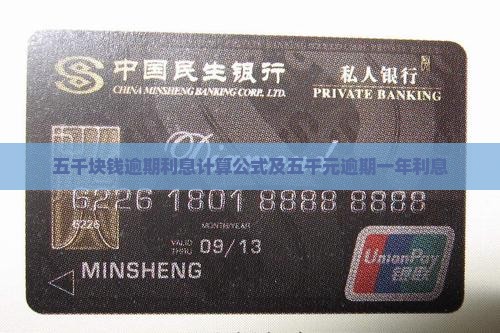 中国民生银行
CHINA MINSHENG BANKING CORP., LTD.
私人银行
PRIVATE BANKING
五千块钱逾期利息计算公式及五千元逾期一年利息
6226 1801 8888 8888
6226
MONTH/YEAR
VALID THRU 09/13
MINSHENG
UnionPay
银联